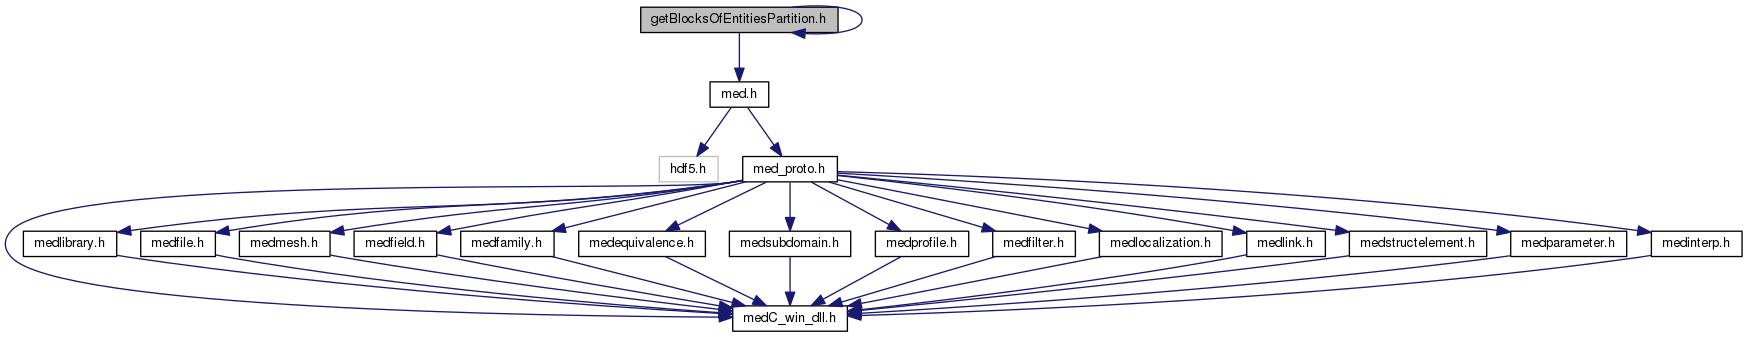 getBlocksOfEntitiesPartition.h
med.h
hdf5.h
med_proto.h
medlibrary.h
medfile.h
medmesh.h
medfield.h
medfamily.h
medequivalence.h
medsubdomain.h
medprofile.h
medfilter.h
medlocalization.h
medlink.h
medstructelement.h
medparameter.h
medinterp.h
medC_win_dll.h